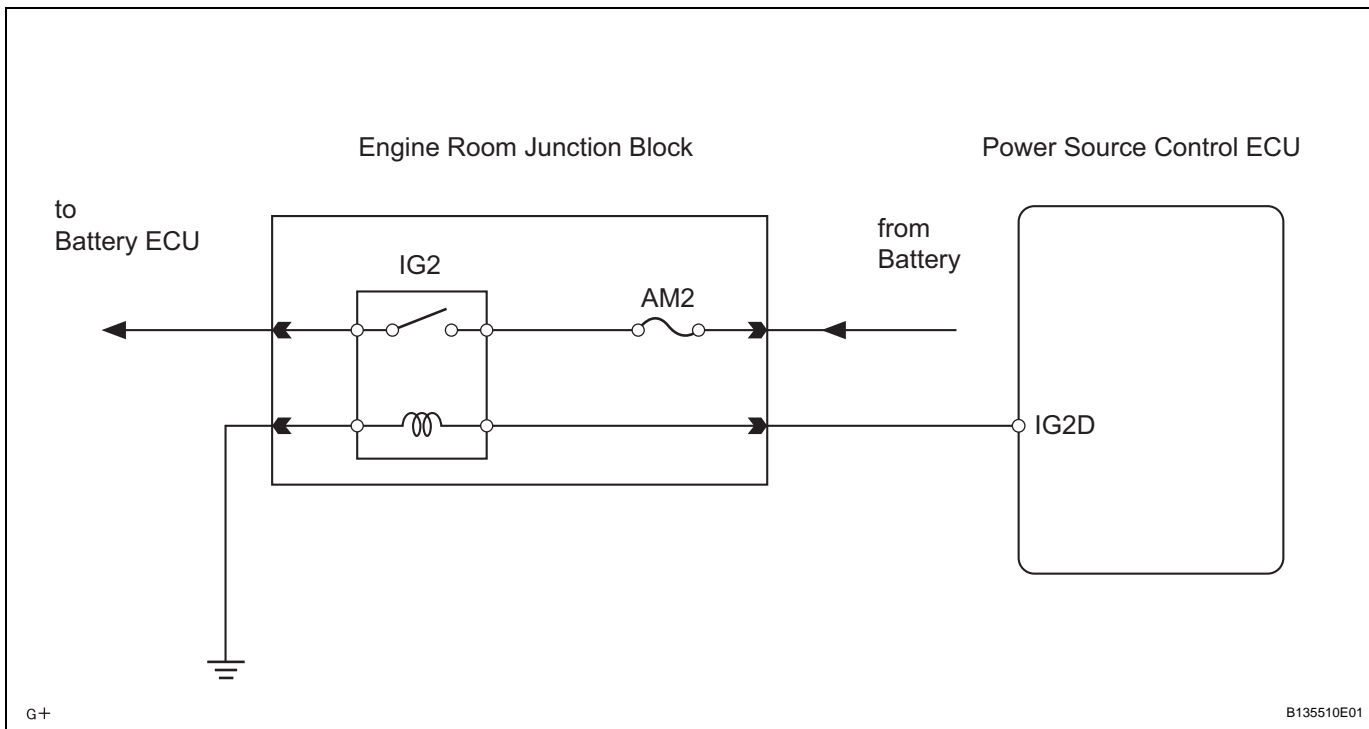 Engine Room Junction Block
Power Source Control ECU
to
Battery ECU
from
Battery
IG2
AM2
IG2D
G+
B135510E01